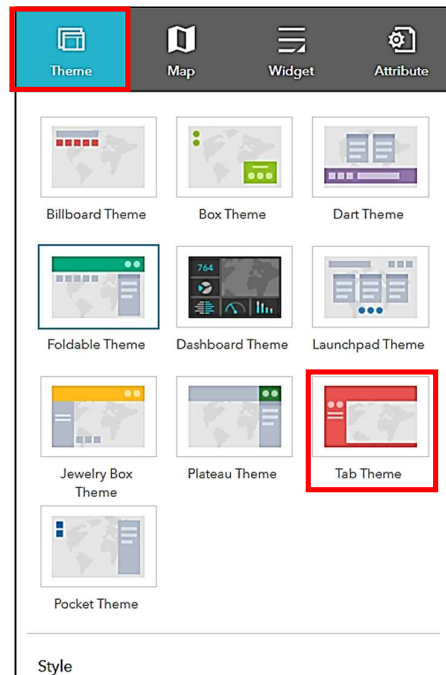 Theme Map Widget Attribute
Billboard Theme Box Theme Dart Theme
764
Foldable Theme Dashboard Theme Launchpad Theme
Jewelry Box Plateau Theme Tab Theme
Theme
Pocket Theme
Style